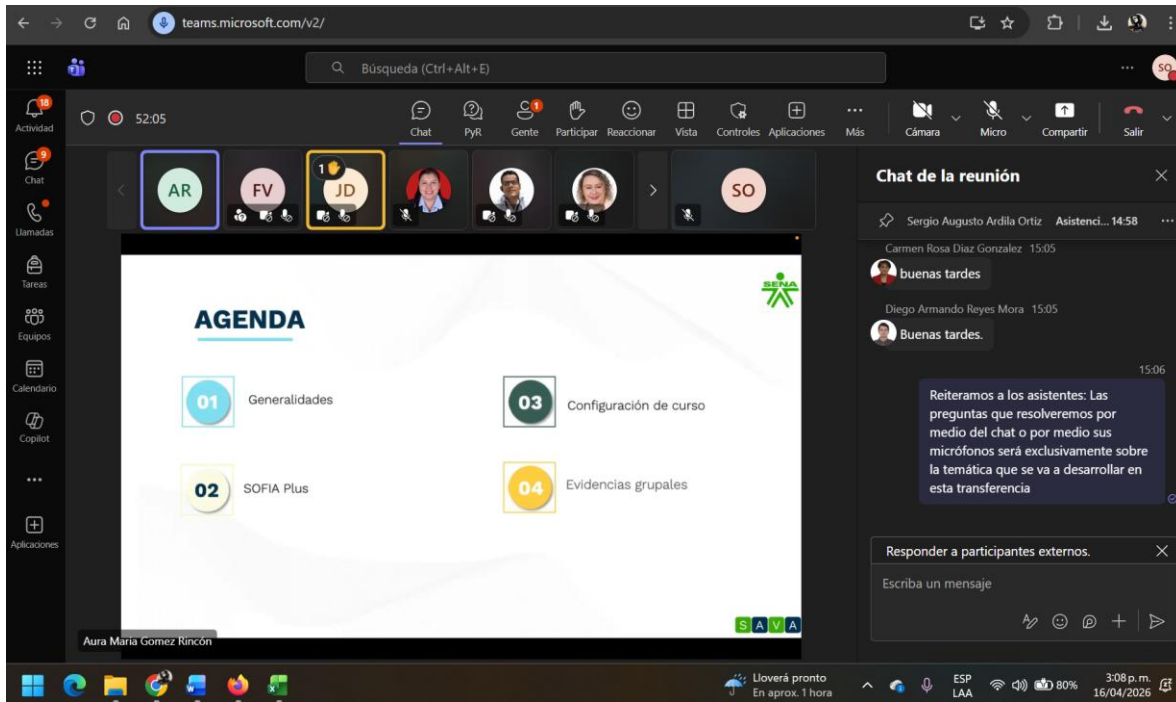 teams.microsoft.com/v2/
Búsqueda (Ctrl+Alt+E)
SO
18
Actividad
9
Chat
Llamadas
Tareas
Equipos
Calendario
Copilot
Aplicaciones
52:05
Chat
PyR
1
Gente
Participar
Reaccionar
Vista
Controles
Aplicaciones
Más
Cámara
Micro
Compartir
Salir
AR
FV
1
JD
SO
SENA
AGENDA
01
Generalidades
02
SOFIA Plus
03
Configuración de curso
04
Evidencias grupales
SAVA
Aura Maria Gomez Rincón
Chat de la reunión
Sergio Augusto Ardila Ortiz Asistenci... 14:58
Carmen Rosa Diaz Gonzalez 15:05
buenas tardes
Diego Armando Reyes Mora 15:05
Buenas tardes.
15:06
Reiteramos a los asistentes: Las
preguntas que resolveremos por
medio del chat o por medio sus
micrófonos será exclusivamente sobre
la temática que se va a desarrollar en
esta transferencia
Responder a participantes externos.
Escriba un mensaje
Lloverá pronto
En aprox. 1 hora
ESP
LAA
80%
3:08 p. m.
16/04/2026